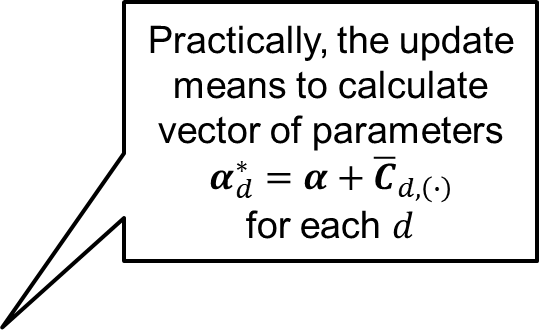 Practically, the update
means to calculate
vector of parameters
𝜶*_d = 𝜶 + C̅_{d,(·)}
for each d